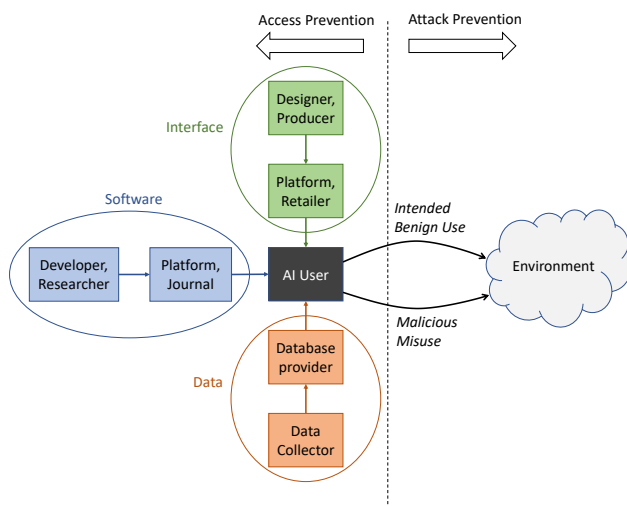 Access Prevention
Attack Prevention
Designer,
Producer
Interface
Platform,
Retailer
Software
Intended
Benign Use
Developer,
Researcher
Platform,
Journal
AI User
Environment
Malicious
Misuse
Database
provider
Data
Data
Collector